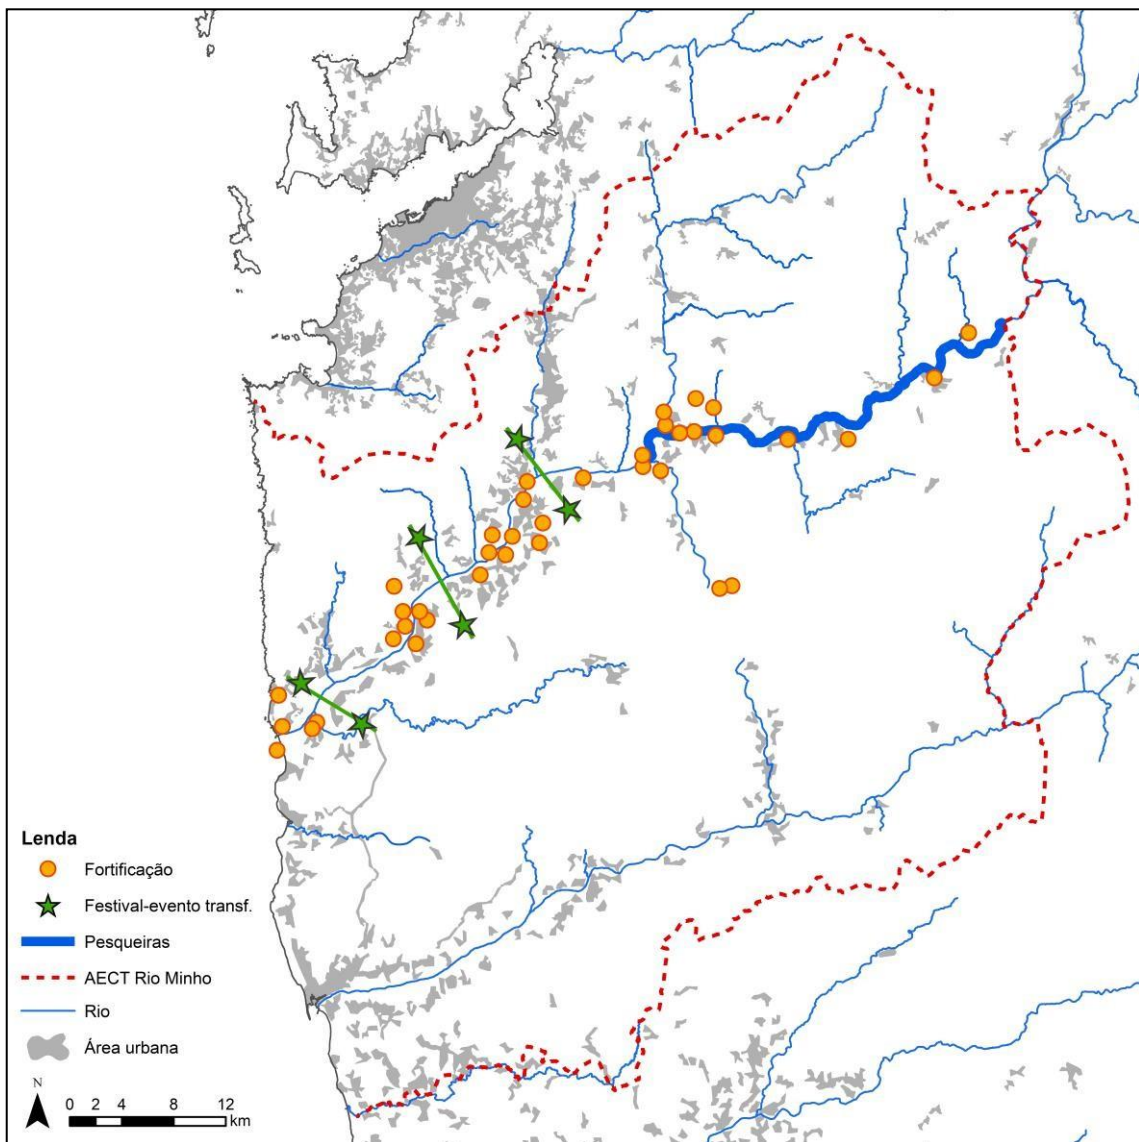 Lenda
Fortificação
Festival-evento transf.
Pesqueiras
AECT Rio Minho
Rio
Área urbana
N
0 2 4 8 12
km